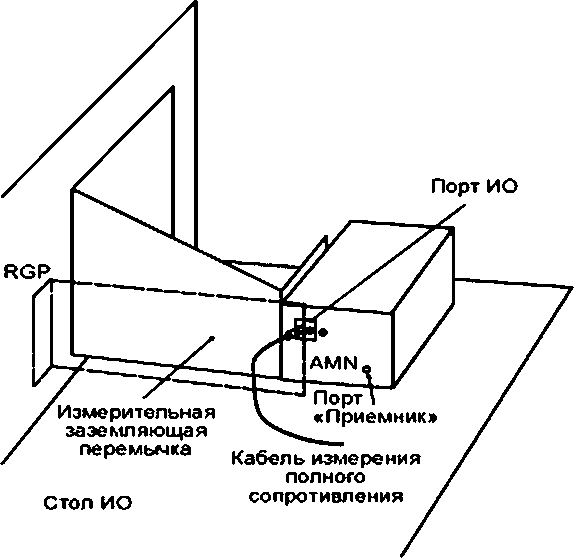 Порт ИО
RGP
AMN
Порт
«Приемник»
Измерительная
заземляющая
перемычка
Кабель измерения
полного
сопротивления
Стол ИО